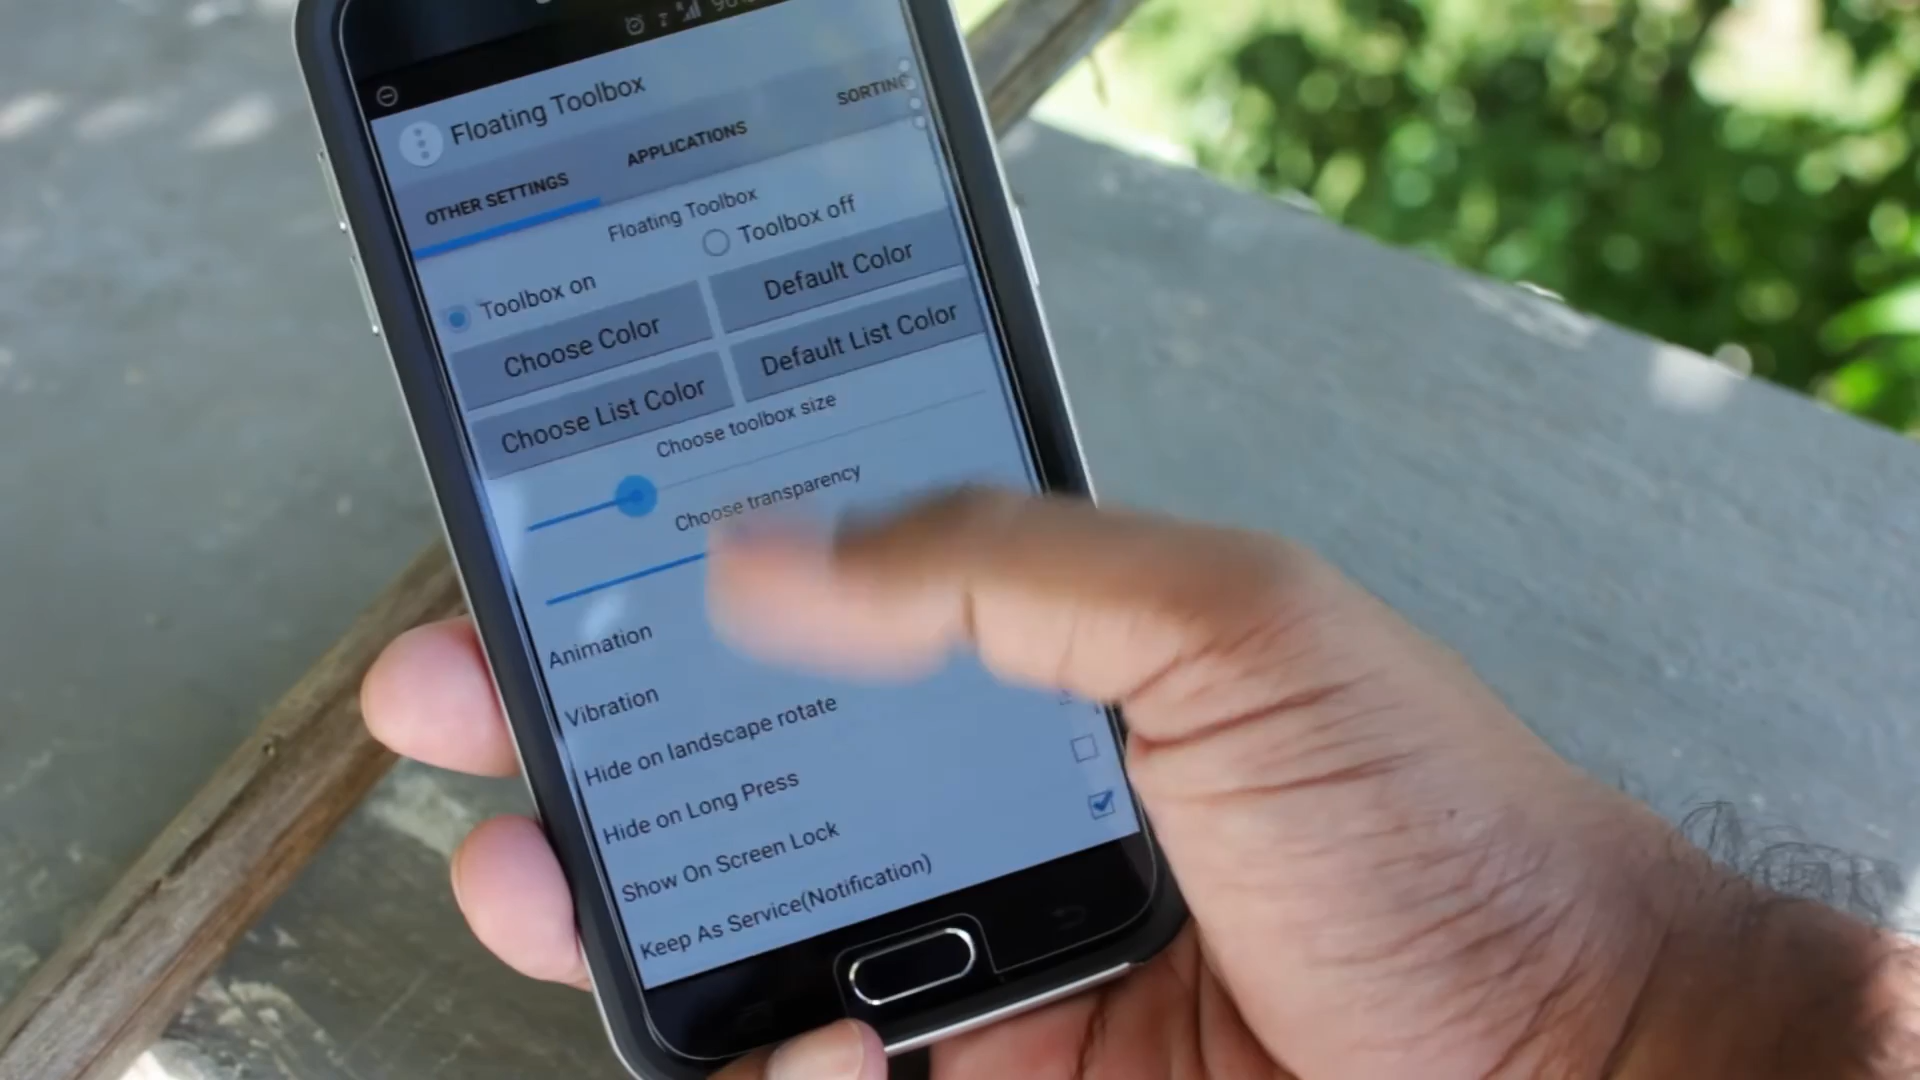 Floating Toolbox
OTHER SETTINGS
APPLICATIONS
SORTING
Floating Toolbox
Toolbox on
Toolbox off
Choose Color
Default Color
Choose List Color
Default List Color
Choose toolbox size
Choose transparency
Animation
Vibration
Hide on landscape rotate
Hide on Long Press
Show On Screen Lock
Keep As Service(Notification)